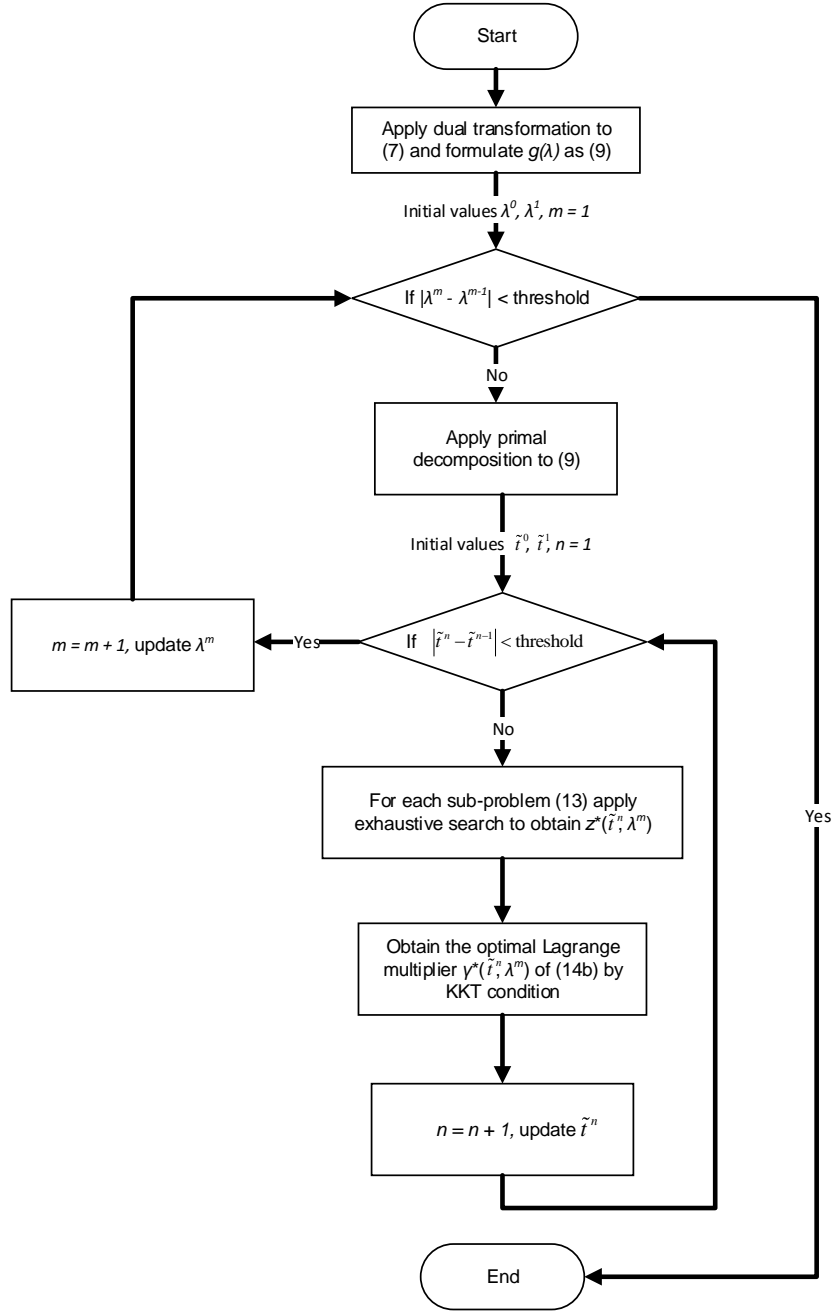 Start
Apply dual transformation to
(7) and formulate g(λ) as (9)
Initial values λ⁰, λ¹, m = 1
If |λᵐ - λᵐ⁻¹| < threshold
No
Apply primal
decomposition to (9)
Initial values t̃⁰, t̃¹, n = 1
If |t̃ⁿ − t̃ⁿ⁻¹| < threshold
Yes
m = m + 1, update λᵐ
No
For each sub-problem (13) apply
exhaustive search to obtain z*(t̃ⁿ, λᵐ)
Yes
Obtain the optimal Lagrange
multiplier γ*(t̃ⁿ, λᵐ) of (14b) by
KKT condition
n = n + 1, update t̃ⁿ
End